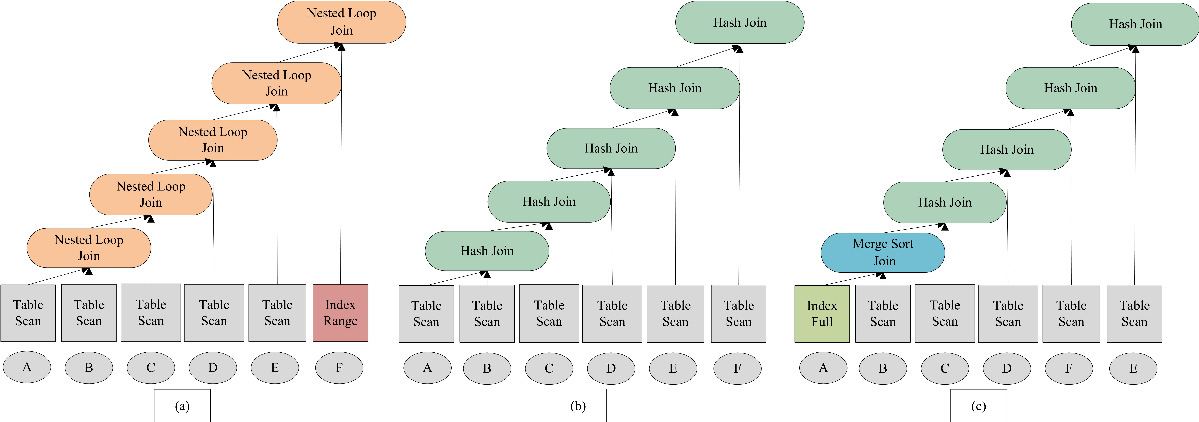 Nested Loop
Join
Nested Loop
Join
Nested Loop
Join
Nested Loop
Join
Nested Loop
Join
Table
Scan
Table
Scan
Table
Scan
Table
Scan
Table
Scan
Index
Range
A
B
C
D
E
F
(a)
Hash Join
Hash Join
Hash Join
Hash Join
Hash Join
Table
Scan
Table
Scan
Table
Scan
Table
Scan
Table
Scan
Table
Scan
A
B
C
D
E
F
(b)
Hash Join
Hash Join
Hash Join
Hash Join
Merge Sort
Join
Index
Full
Table
Scan
Table
Scan
Table
Scan
Table
Scan
Table
Scan
A
B
C
D
F
E
(c)